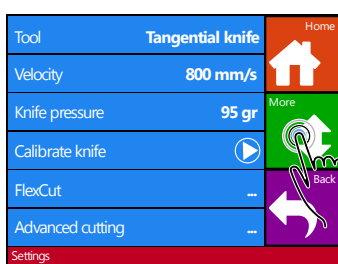 Tool Tangential knife
Velocity 800 mm/s
Knife pressure 95 gr
Calibrate knife
FlexCut ...
Advanced cutting ...
Settings
Home
More
Back